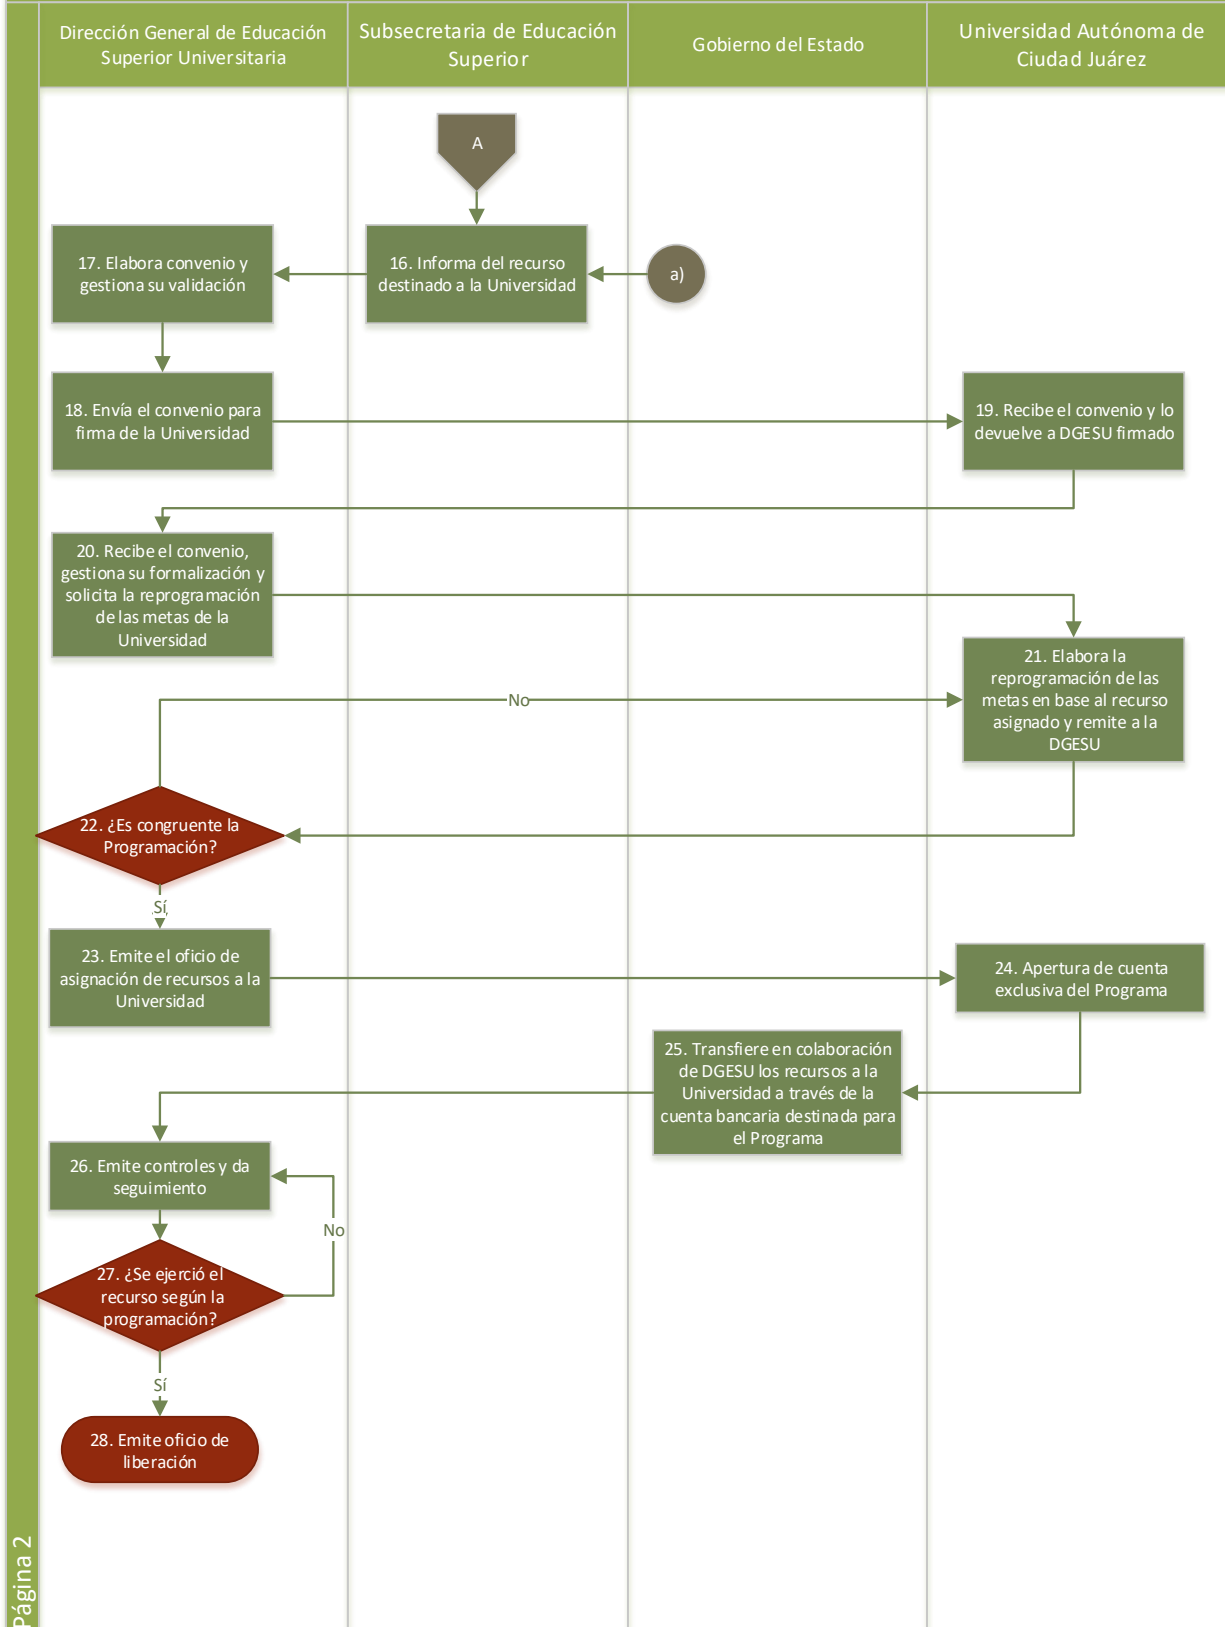 Dirección General de Educación
Superior Universitaria
Subsecretaria de Educación
Superior
Gobierno del Estado
Universidad Autónoma de
Ciudad Juárez
A
17. Elabora convenio y
gestiona su validación
16. Informa del recurso
destinado a la Universidad
a)
18. Envía el convenio para
firma de la Universidad
19. Recibe el convenio y lo
devuelve a DGESU firmado
20. Recibe el convenio,
gestiona su formalización y
solicita la reprogramación
de las metas de la
Universidad
21. Elabora la
reprogramación de las
metas en base al recurso
asignado y remite a la
DGESU
No
22. ¿Es congruente la
Programación?
Sí
23. Emite el oficio de
asignación de recursos a la
Universidad
24. Apertura de cuenta
exclusiva del Programa
25. Transfiere en colaboración
de DGESU los recursos a la
Universidad a través de la
cuenta bancaria destinada para
el Programa
26. Emite controles y da
seguimiento
No
27. ¿Se ejerció el
recurso según la
programación?
Sí
28. Emite oficio de
liberación
Página 2